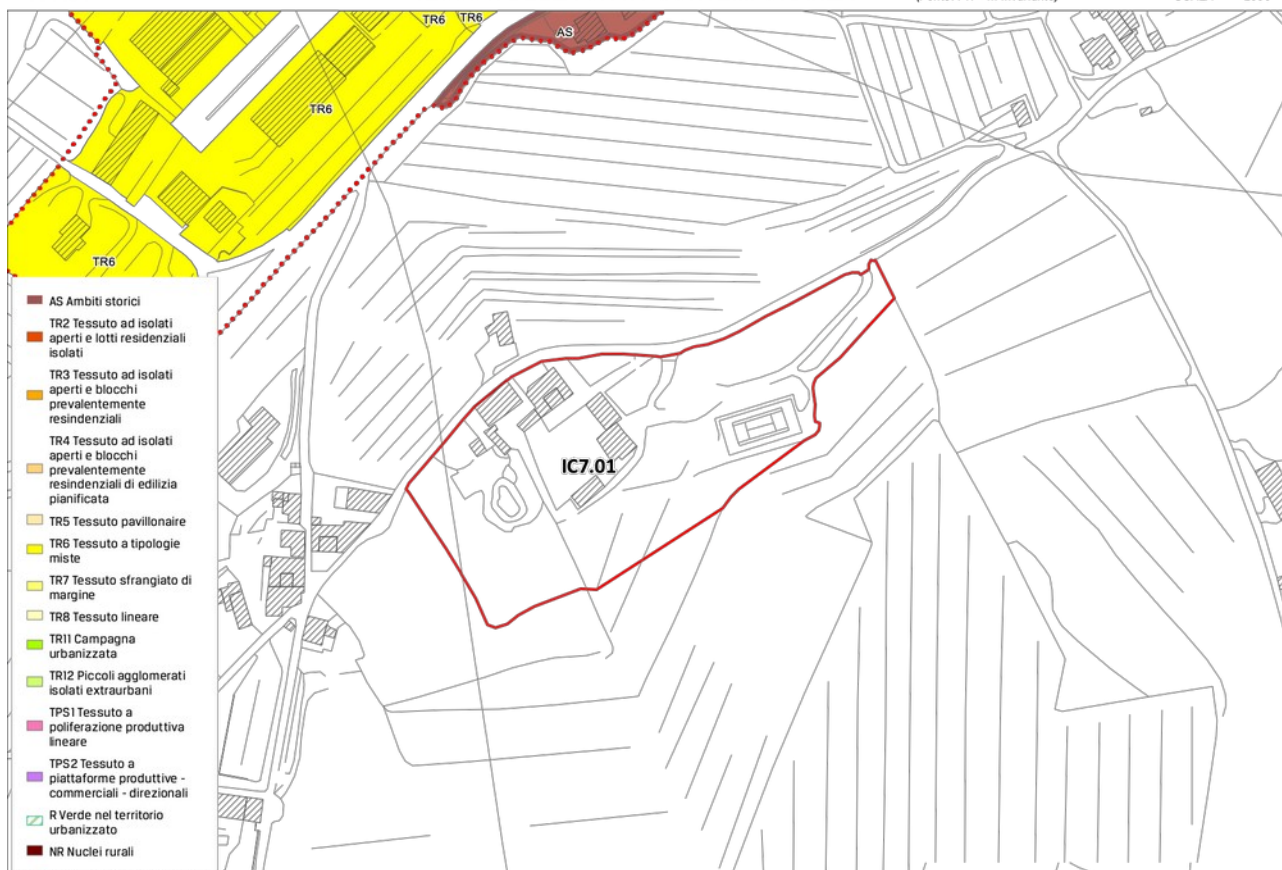 TR6
TR6
AS
TR6
TR6
IC7.01
AS Ambiti storici
TR2 Tessuto ad isolati
aperti e lotti residenziali
isolati
TR3 Tessuto ad isolati
aperti e blocchi
prevalentemente
resindenziali
TR4 Tessuto ad isolati
aperti e blocchi
prevalentemente
resindenziali di edilizia
pianificata
TR5 Tessuto pavillonaire
TR6 Tessuto a tipologie
miste
TR7 Tessuto sfrangiato di
margine
TR8 Tessuto lineare
TR11 Campagna
urbanizzata
TR12 Piccoli agglomerati
isolati extraurbani
TPS1 Tessuto a
poliferazione produttiva
lineare
TPS2 Tessuto a
piattaforme produttive -
commerciali - direzionali
R Verde nel territorio
urbanizzato
NR Nuclei rurali